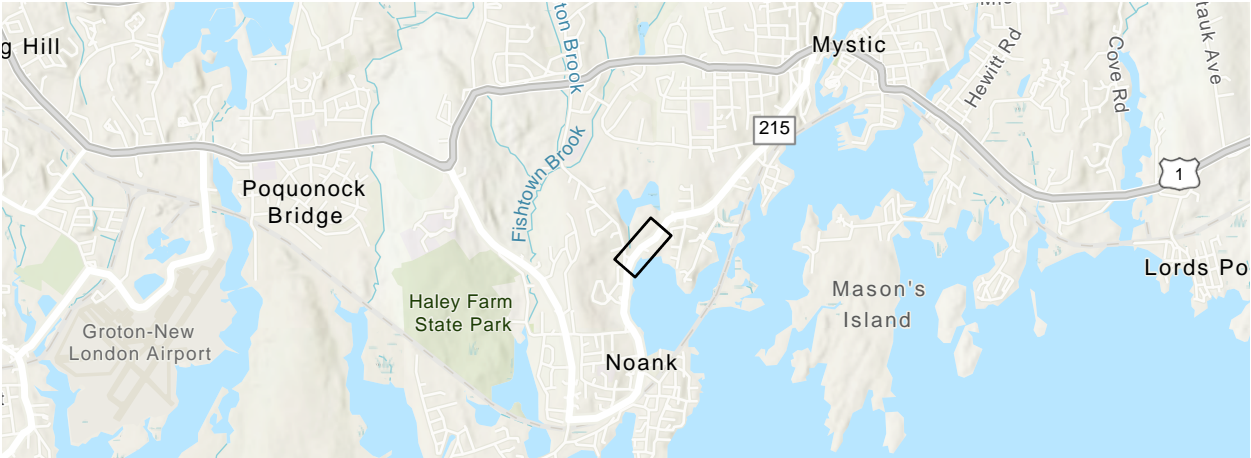 g Hill
ton Brook
Mystic
Hewitt Rd
Cove Rd
tauk Ave
215
1
Fishtown Brook
Poquonock
Bridge
Lords Po
Mason's
Island
Haley Farm
State Park
Groton-New
London Airport
Noank